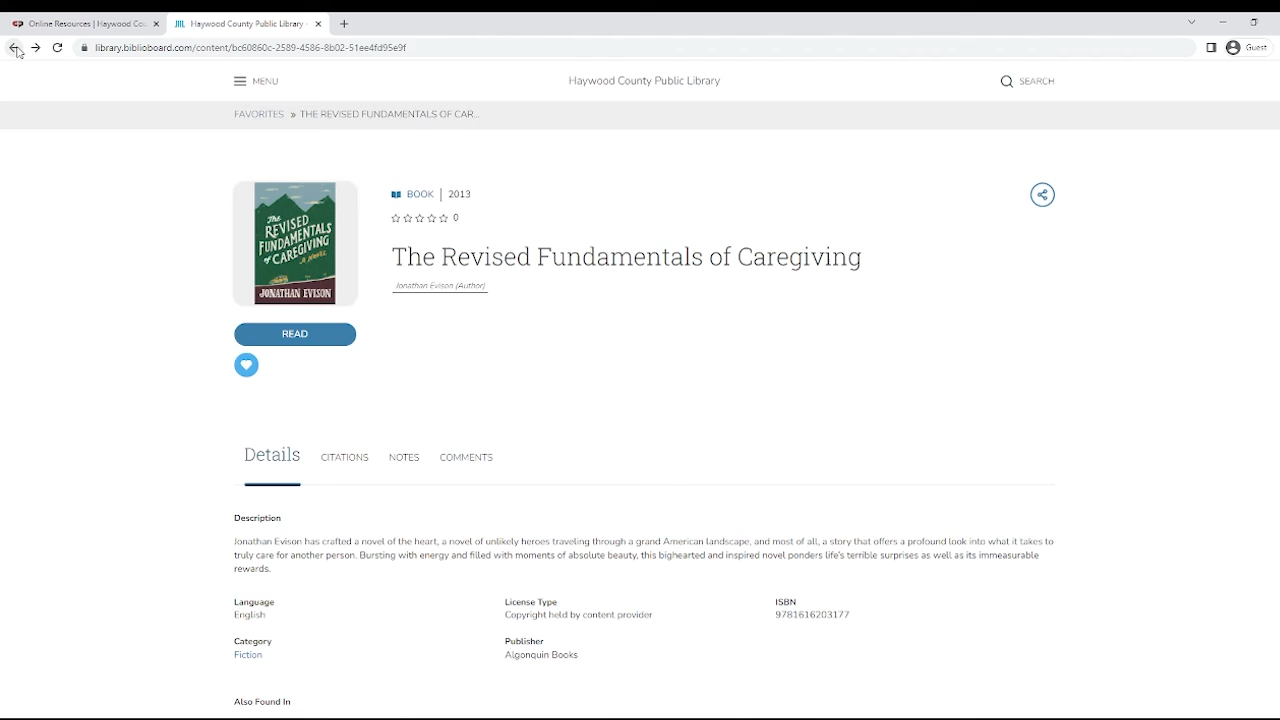 Online Resources | Haywood Cou
Haywood County Public Library -
library.biblioboard.com/content/bc60860c-2589-4586-8b02-51ee4fd95e9f
Guest
MENU
Haywood County Public Library
SEARCH
FAVORITES » THE REVISED FUNDAMENTALS OF CAR...
The
REVISED
FUNDAMENTALS
of CAREGIVING
A NOVEL
JONATHAN EVISON
BOOK | 2013
0
The Revised Fundamentals of Caregiving
Jonathan Evison (Author)
READ
Details
CITATIONS
NOTES
COMMENTS
Description
Jonathan Evison has crafted a novel of the heart, a novel of unlikely heroes traveling through a grand American landscape, and most of all, a story that offers a profound look into what it takes to
truly care for another person. Bursting with energy and filled with moments of absolute beauty, this bighearted and inspired novel ponders life's terrible surprises as well as its immeasurable
rewards.
Language
English
License Type
Copyright held by content provider
ISBN
9781616203177
Category
Fiction
Publisher
Algonquin Books
Also Found In